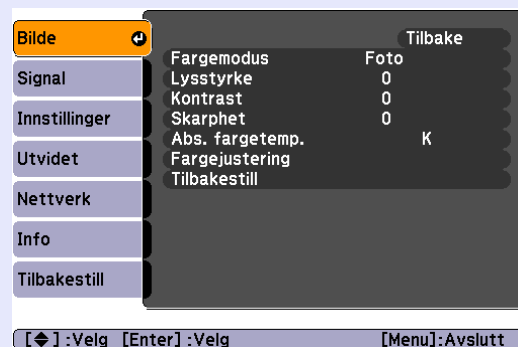 Bilde
Signal
Innstillinger
Utvidet
Nettverk
Info
Tilbakestill
Tilbake
Fargemodus Foto
Lysstyrke 0
Kontrast 0
Skarphet 0
Abs. fargetemp. K
Fargejustering
Tilbakestill
[◆] :Velg [Enter] :Velg [Menu]:Avslutt